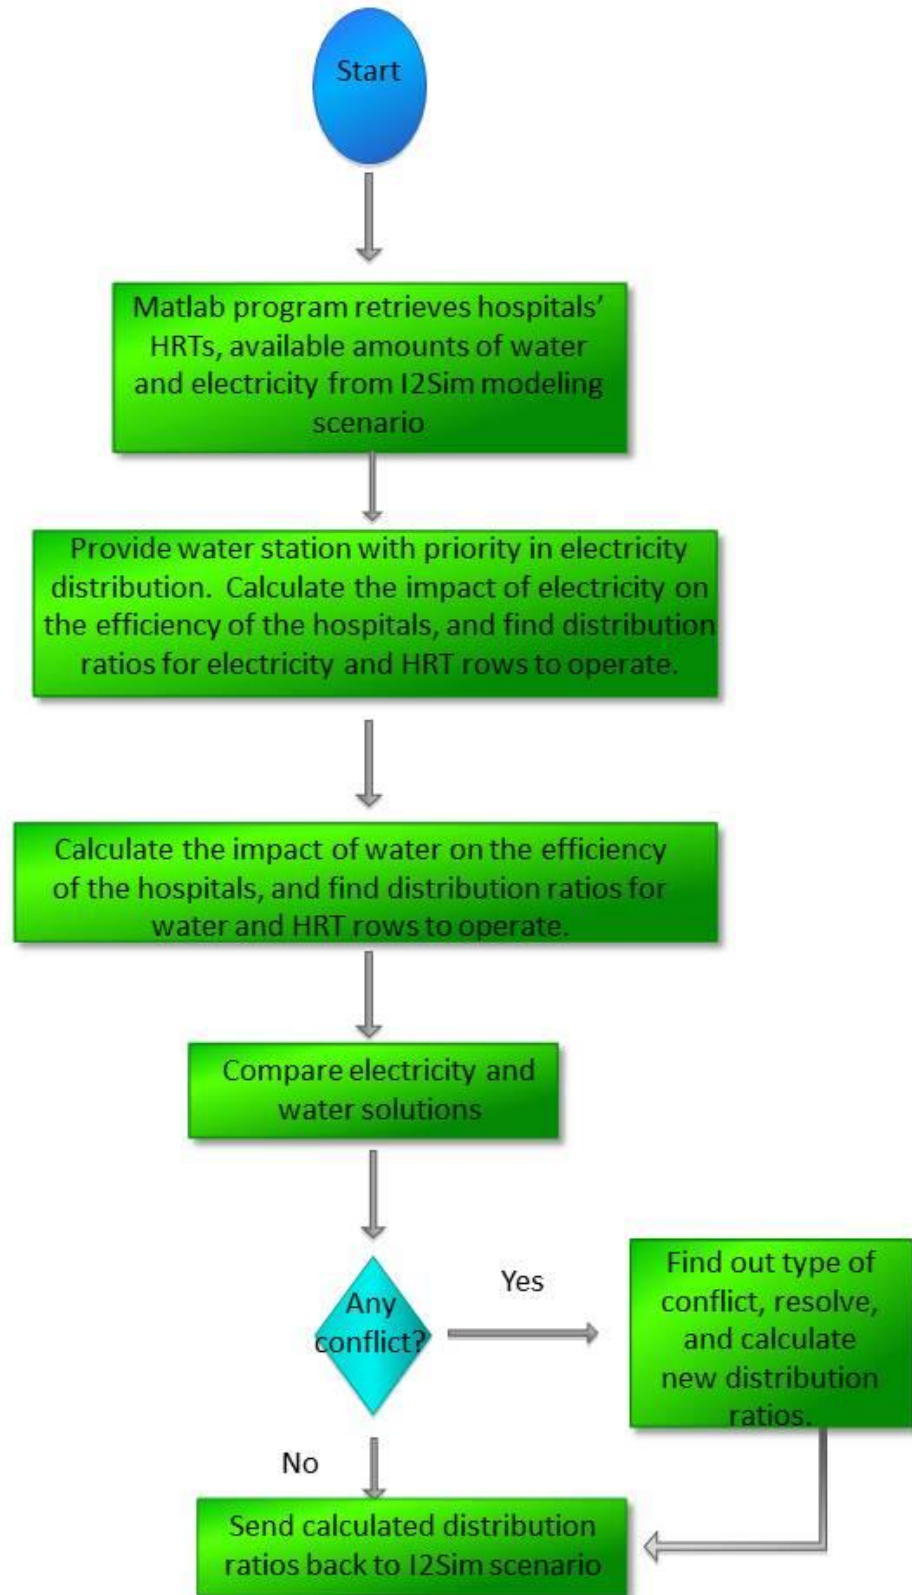 Start
Matlab program retrieves hospitals’
HRTs, available amounts of water
and electricity from I2Sim modeling
scenario
Provide water station with priority in electricity
distribution.  Calculate the impact of electricity on
the efficiency of the hospitals, and find distribution
ratios for electricity and HRT rows to operate.
Calculate the impact of water on the efficiency
of the hospitals, and find distribution ratios for
water and HRT rows to operate.
Compare electricity and
water solutions
Any
conflict?
Yes
Find out type of
conflict, resolve,
and calculate
new distribution
ratios.
No
Send calculated distribution
ratios back to I2Sim scenario